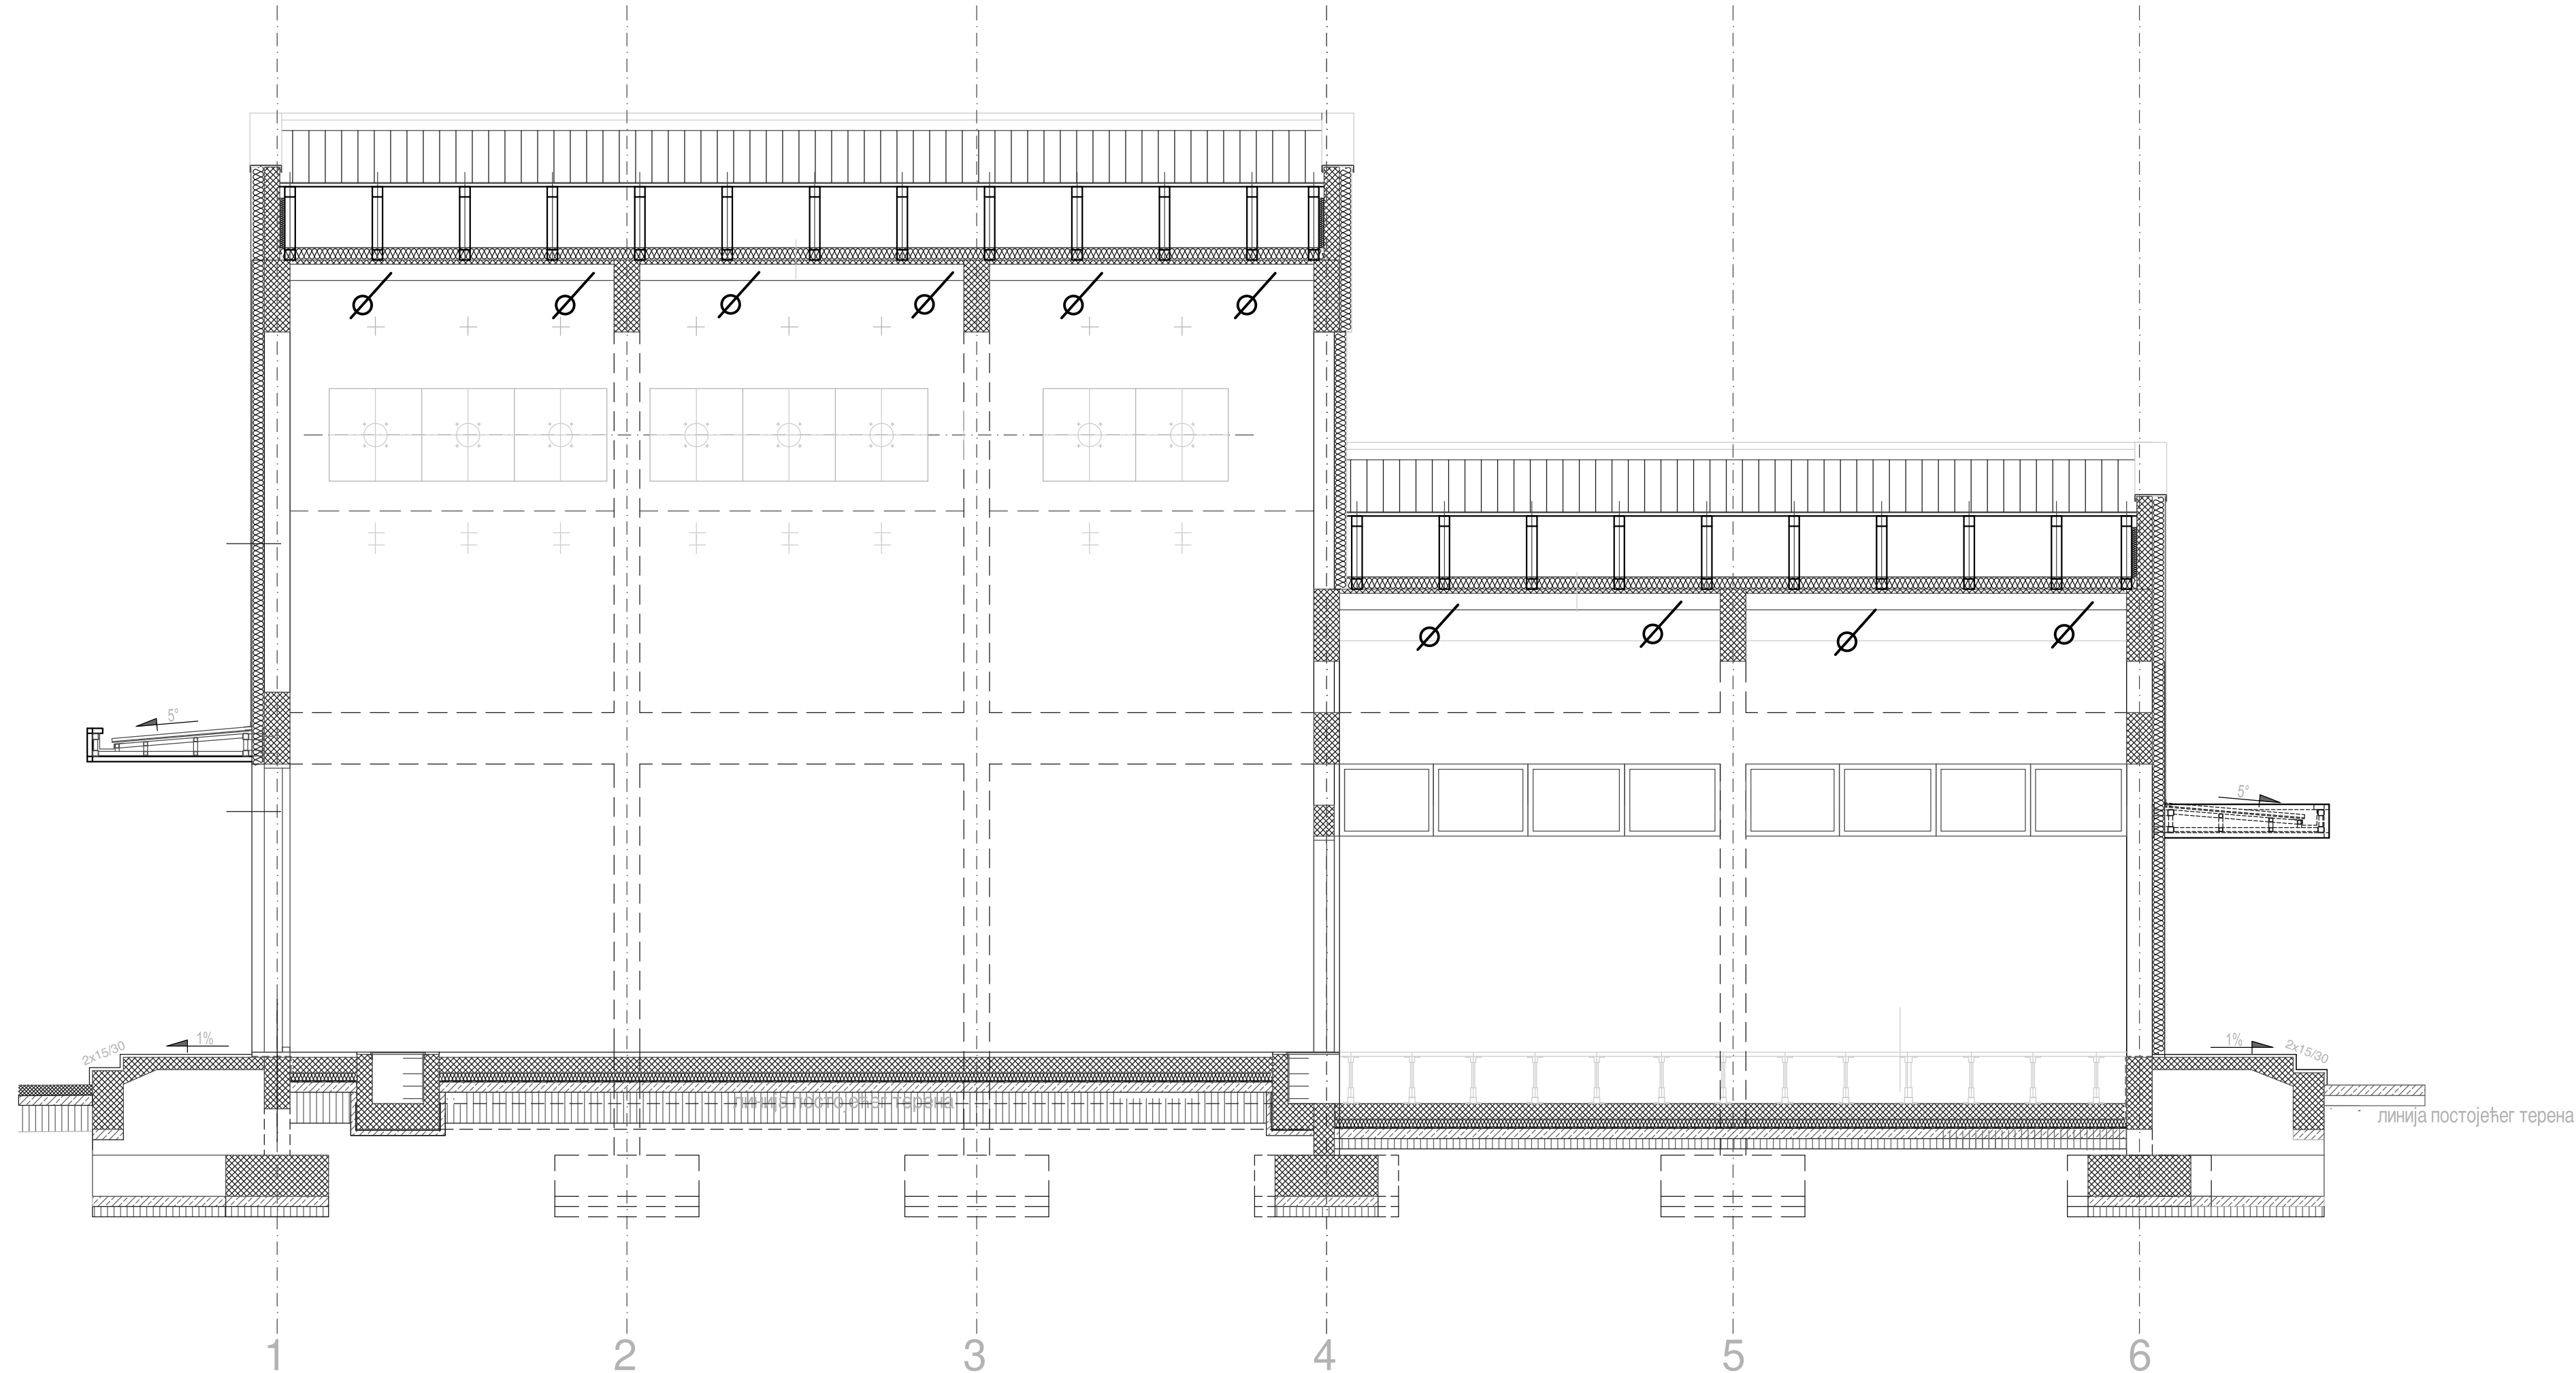 5°
5°
1%
2x15/30
1%
2x15/30
линија постојећег терена
линија постојећег терена
1 2 3 4 5 6